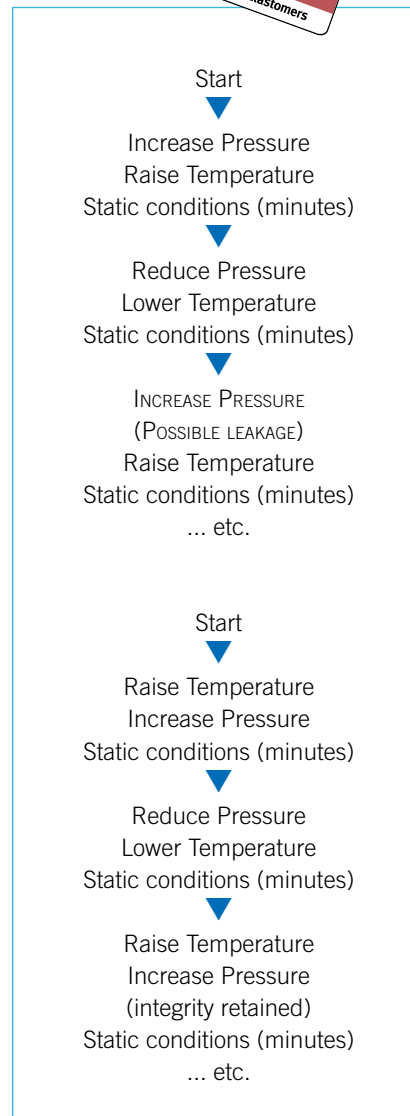 Start
Increase Pressure
Raise Temperature
Static conditions (minutes)
Reduce Pressure
Lower Temperature
Static conditions (minutes)
INCREASE PRESSURE
(POSSIBLE LEAKAGE)
Raise Temperature
Static conditions (minutes)
... etc.
Start
Raise Temperature
Increase Pressure
Static conditions (minutes)
Reduce Pressure
Lower Temperature
Static conditions (minutes)
Raise Temperature
Increase Pressure
(integrity retained)
Static conditions (minutes)
... etc.